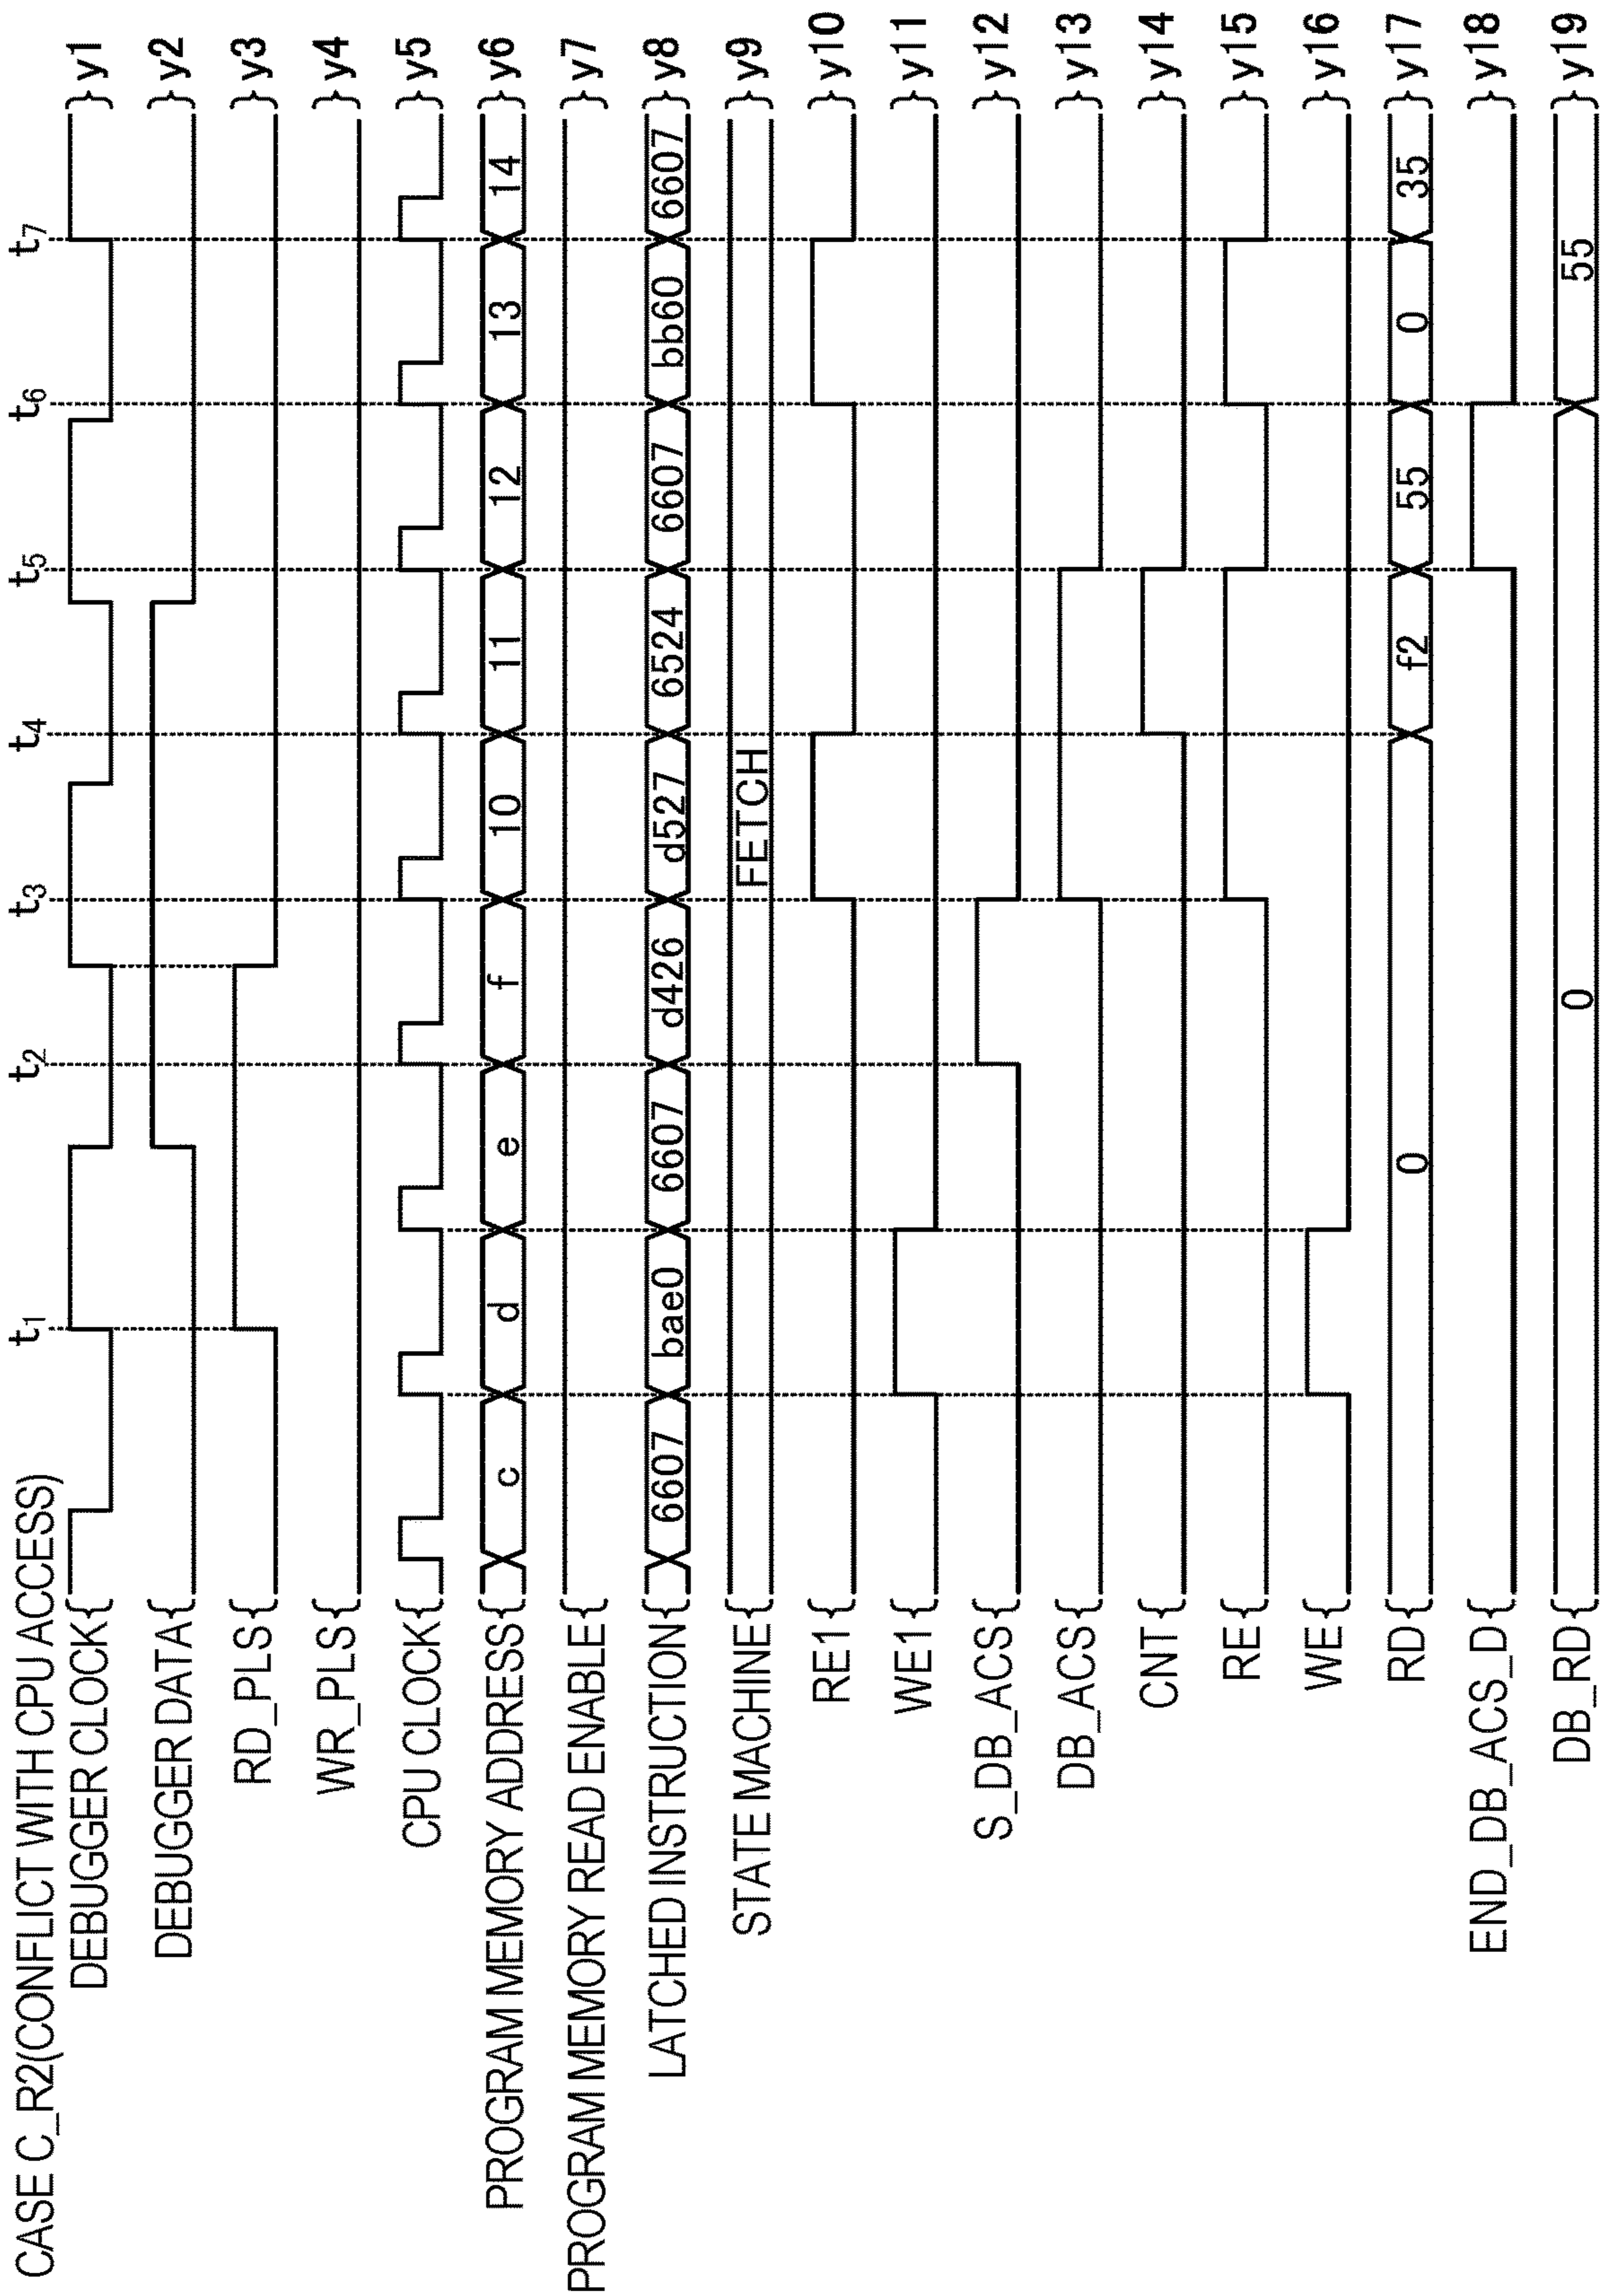 CASE C_R2(CONFLICT WITH CPU ACCESS)
t1 t2 t3 t4 t5 t6 t7
DEBUGGER CLOCK y1
DEBUGGER DATA y2
RD_PLS y3
WR_PLS y4
CPU CLOCK y5
PROGRAM MEMORY ADDRESS c d e f 10 11 12 13 14 y6
PROGRAM MEMORY READ ENABLE y7
LATCHED INSTRUCTION 6607 bae0 6607 d426 d527 6524 6607 bb60 6607 y8
STATE MACHINE FETCH y9
RE1 y10
WE1 y11
S_DB_ACS y12
DB_ACS y13
CNT y14
RE y15
WE y16
RD 0 f2 55 0 35 y17
END_DB_ACS_D y18
DB_RD 0 55 y19